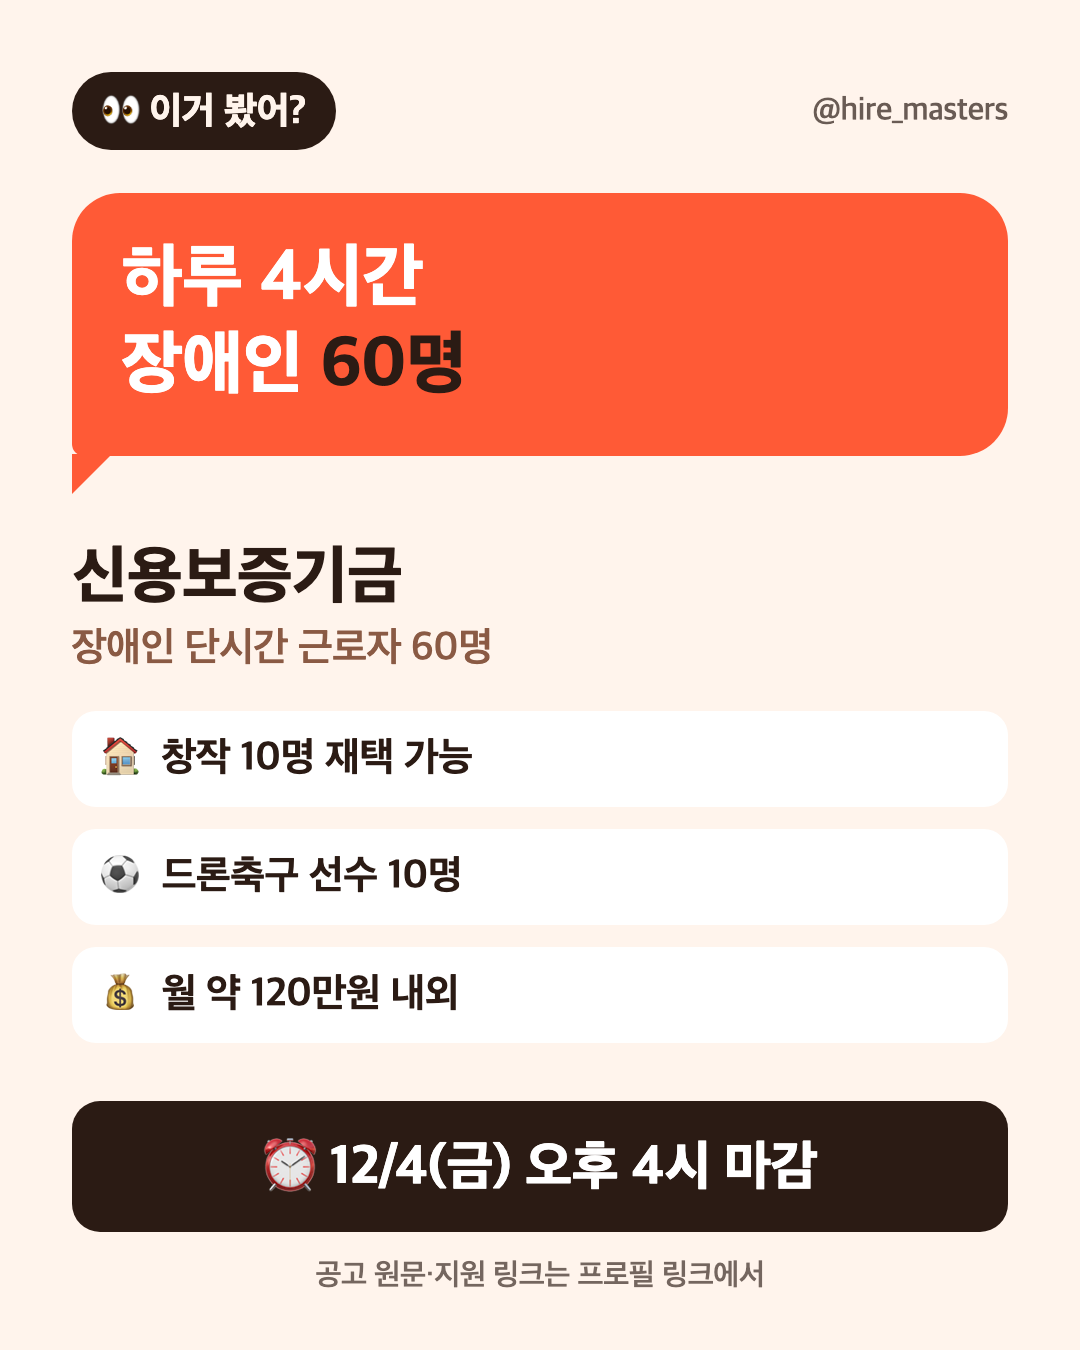 👀 이거 봤어?
@hire_masters
하루 4시간
장애인 60명
신용보증기금
장애인 단시간 근로자 60명
🏠 창작 10명 재택 가능
⚽ 드론축구 선수 10명
💰 월 약 120만원 내외
⏰ 12/4(금) 오후 4시 마감
공고 원문·지원 링크는 프로필 링크에서